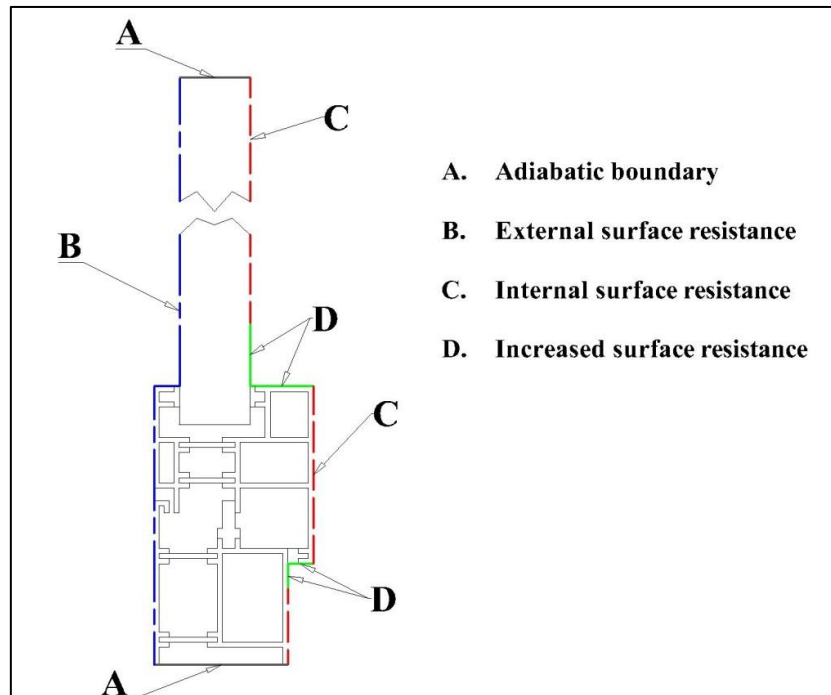 A
C
B
D
C
D
A
A. Adiabatic boundary
B. External surface resistance
C. Internal surface resistance
D. Increased surface resistance